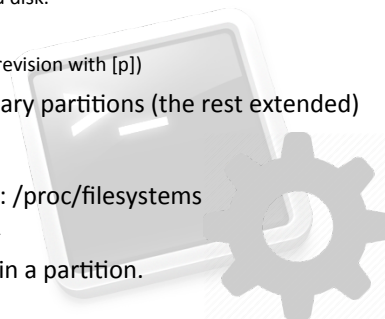 disk.
revision with [p])
ary partitions (the rest extended)
: /proc/filesystems
in a partition.